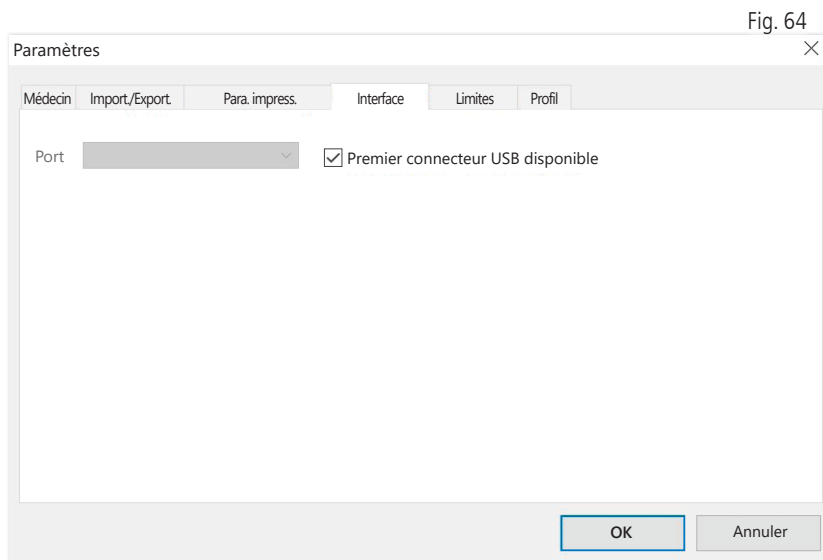 Fig. 64
Paramètres
Médecin Import./Export. Para. impress. Interface Limites Profil
Port Premier connecteur USB disponible
OK Annuler